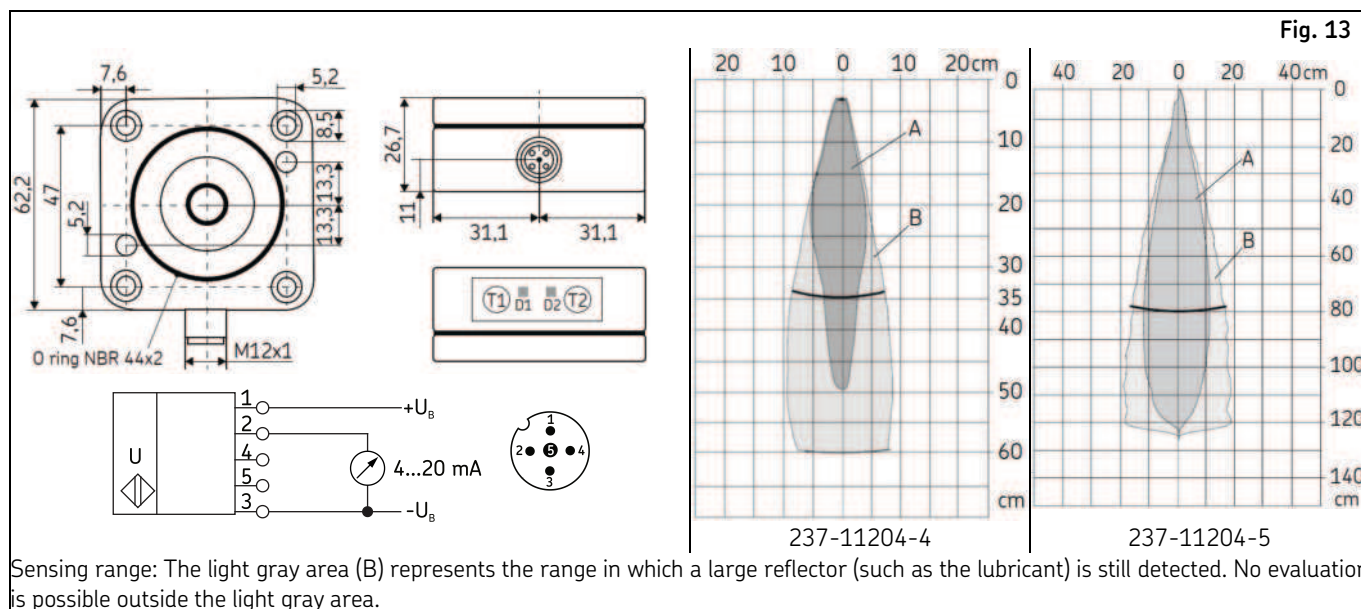 Fig. 13
7,6
5,2
8,5
13,3
13,3
62,2
47
5,2
7,6
O ring NBR 44x2
M12x1
26,7
11
31,1
31,1
T1 D1 D2 T2
U
1
2
4
5
3
+UB
4...20 mA
-UB
1
2 5 4
3
20 10 0 10 20cm
0
10
20
30
35
40
50
60
cm
A
B
237-11204-4
40 20 0 20 40cm
0
20
40
60
80
100
120
140
cm
A
B
237-11204-5
Sensing range: The light gray area (B) represents the range in which a large reflector (such as the lubricant) is still detected. No evaluation
is possible outside the light gray area.